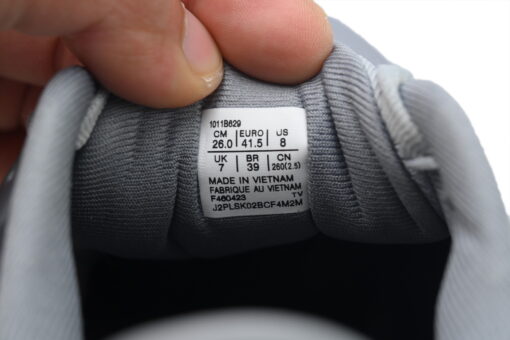 1011B629
CM EURO US
26.0 41.5 8
UK BR CN
7 39 260(2.5)
MADE IN VIETNAM
FABRIQUE AU VIETNAM
F460423 TV
J2PLSK02BCF4M2M